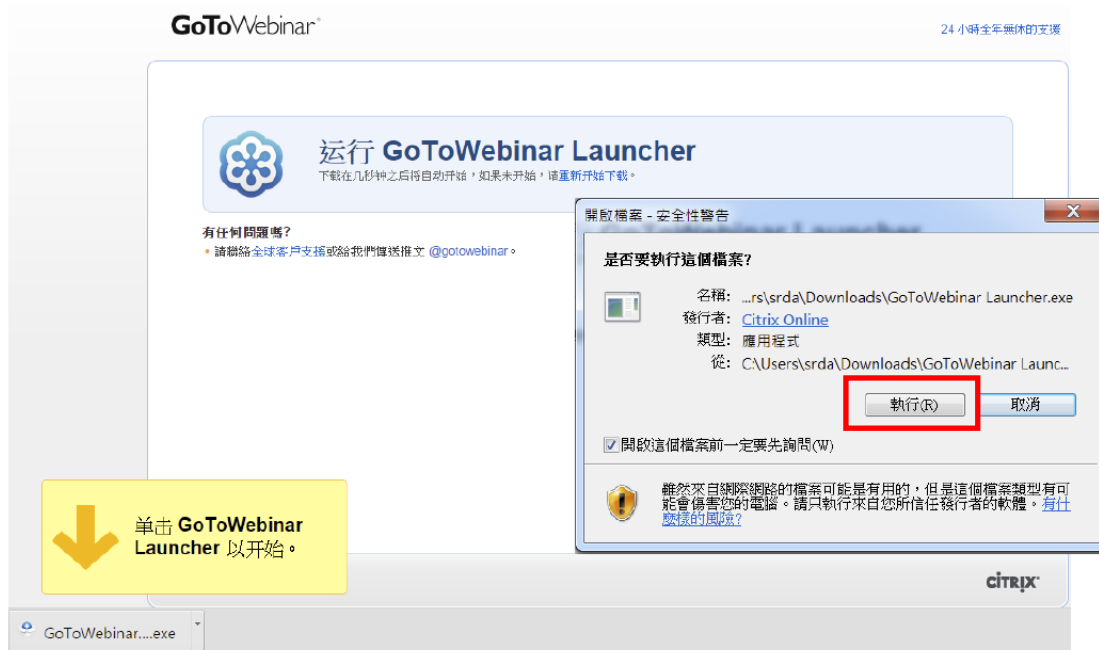 GoToWebinar
24 小時全年無休的支援
运行 GoToWebinar Launcher
下载在几秒钟之后将自动开始，如果未开始，请重新开始下载。
有任何問題嗎？
• 請聯絡全球客戶支援或給我們傳送推文 @gotowebinar。
開啟檔案 - 安全性警告
X
是否要執行這個檔案?
名稱: ...rs\srda\Downloads\GoToWebinar Launcher.exe
發行者: Citrix Online
類型: 應用程式
從: C:\Users\srda\Downloads\GoToWebinar Launc...
執行(R)
取消
開啟這個檔案前一定要先詢問(W)
雖然來自網際網路的檔案可能是有用的，但是這個檔案類型有可
能會傷害您的電腦。請只執行來自您所信任發行者的軟體。有什
麼樣的風險?
单击 GoToWebinar
Launcher 以开始。
CİTRIX
GoToWebinar....exe